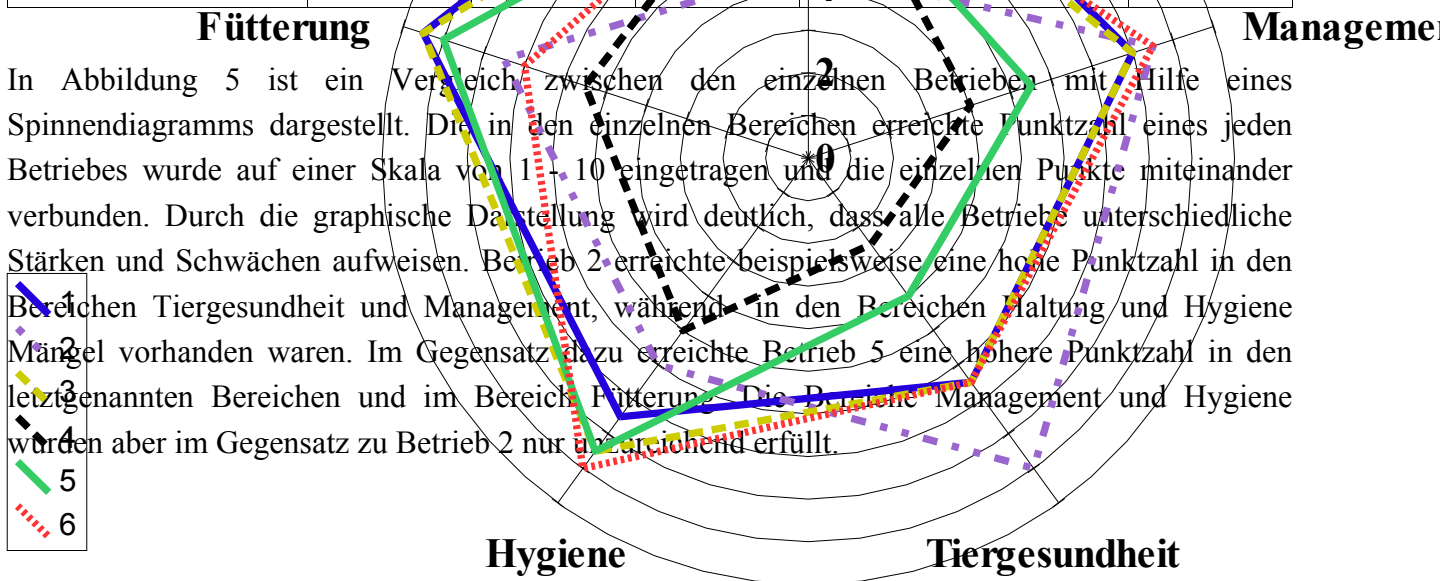 Fütterung
Managemen
2
0
In Abbildung 5 ist ein Vergleich zwischen den einzelnen Betrieben mit Hilfe eines
Spinnendiagramms dargestellt. Die in den einzelnen Bereichen erreichte Punktzahl eines jeden
Betriebes wurde auf einer Skala von 1 - 10 eingetragen und die einzelnen Punkte miteinander
verbunden. Durch die graphische Darstellung wird deutlich, dass alle Betriebe unterschiedliche
Stärken und Schwächen aufweisen. Betrieb 2 erreichte beispielsweise eine hohe Punktzahl in den
Bereichen Tiergesundheit und Management, während in den Bereichen Haltung und Hygiene
Mängel vorhanden waren. Im Gegensatz dazu erreichte Betrieb 5 eine höhere Punktzahl in den
letztgenannten Bereichen und im Bereich Fütterung. Die Bereiche Management und Hygiene
wurden aber im Gegensatz zu Betrieb 2 nur unzureichend erfüllt.
1
2
3
4
5
6
Hygiene
Tiergesundheit